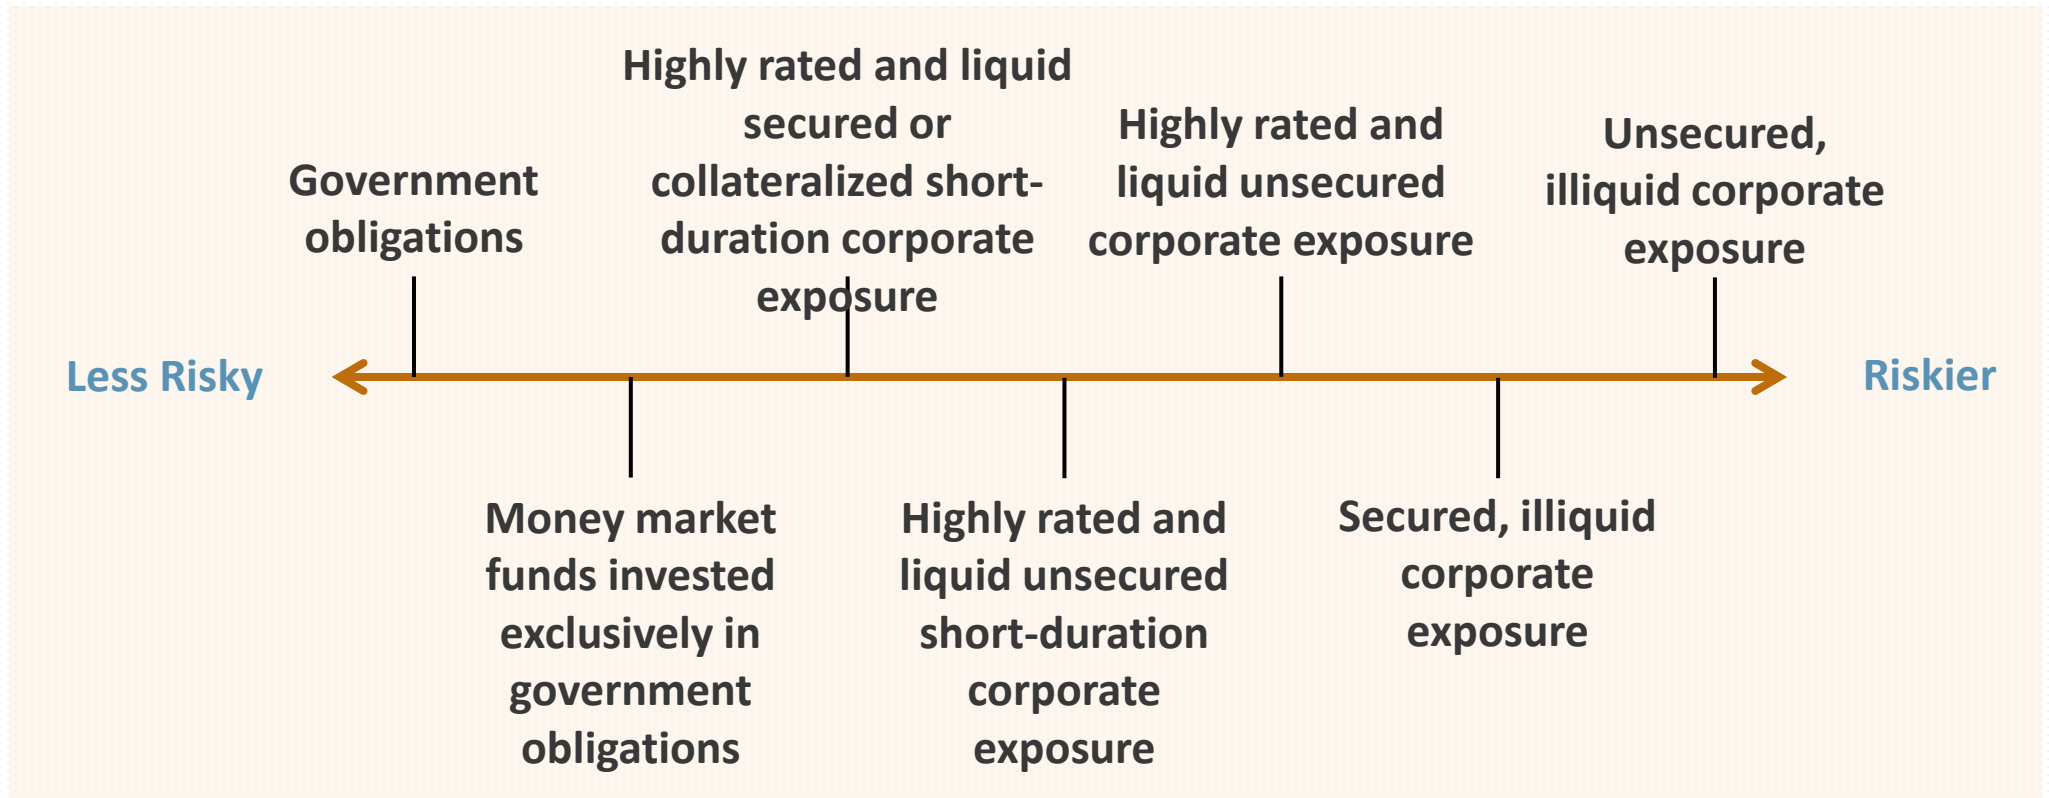 Highly rated and liquid
secured or
collateralized short-
duration corporate
exposure
Highly rated and
liquid unsecured
corporate exposure
Unsecured,
illiquid corporate
exposure
Government
obligations
Less Risky
Riskier
Money market
funds invested
exclusively in
government
obligations
Highly rated and
liquid unsecured
short-duration
corporate
exposure
Secured, illiquid
corporate
exposure